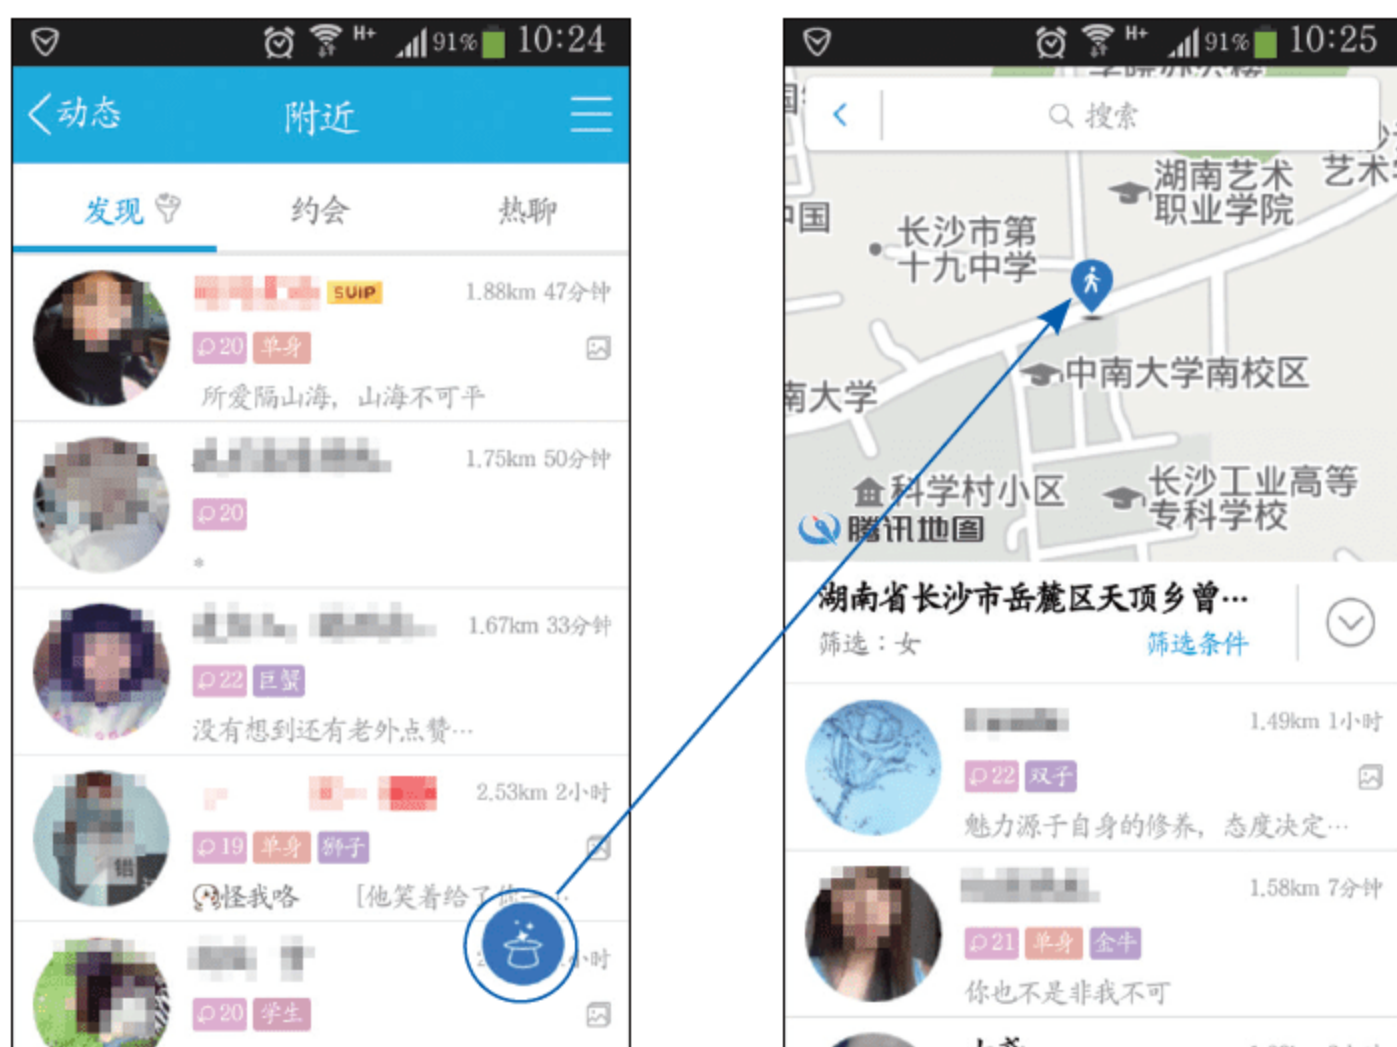 H+ 91% 10:24
动态 附近
发现 约会 热聊
SVIP 1.88km 47分钟
20 单身
所爱隔山海，山海不可平
1.75km 50分钟
20
*
1.67km 33分钟
22 巨蟹
没有想到还有老外点赞…
2.53km 2小时
19 单身 狮子
怪我咯 [他笑着给了你一…
小时
20 学生
H+ 91% 10:25
搜索
湖南艺术
职业学院
艺术
中国
长沙市第
十九中学
中南大学南校区
南大学
科学村小区
长沙工业高等
专科学校
腾讯地图
湖南省长沙市岳麓区天顶乡曾…
筛选：女 筛选条件
1.49km 1小时
22 双子
魅力源于自身的修养，态度决定…
1.58km 7分钟
21 单身 金牛
你也不是非我不可